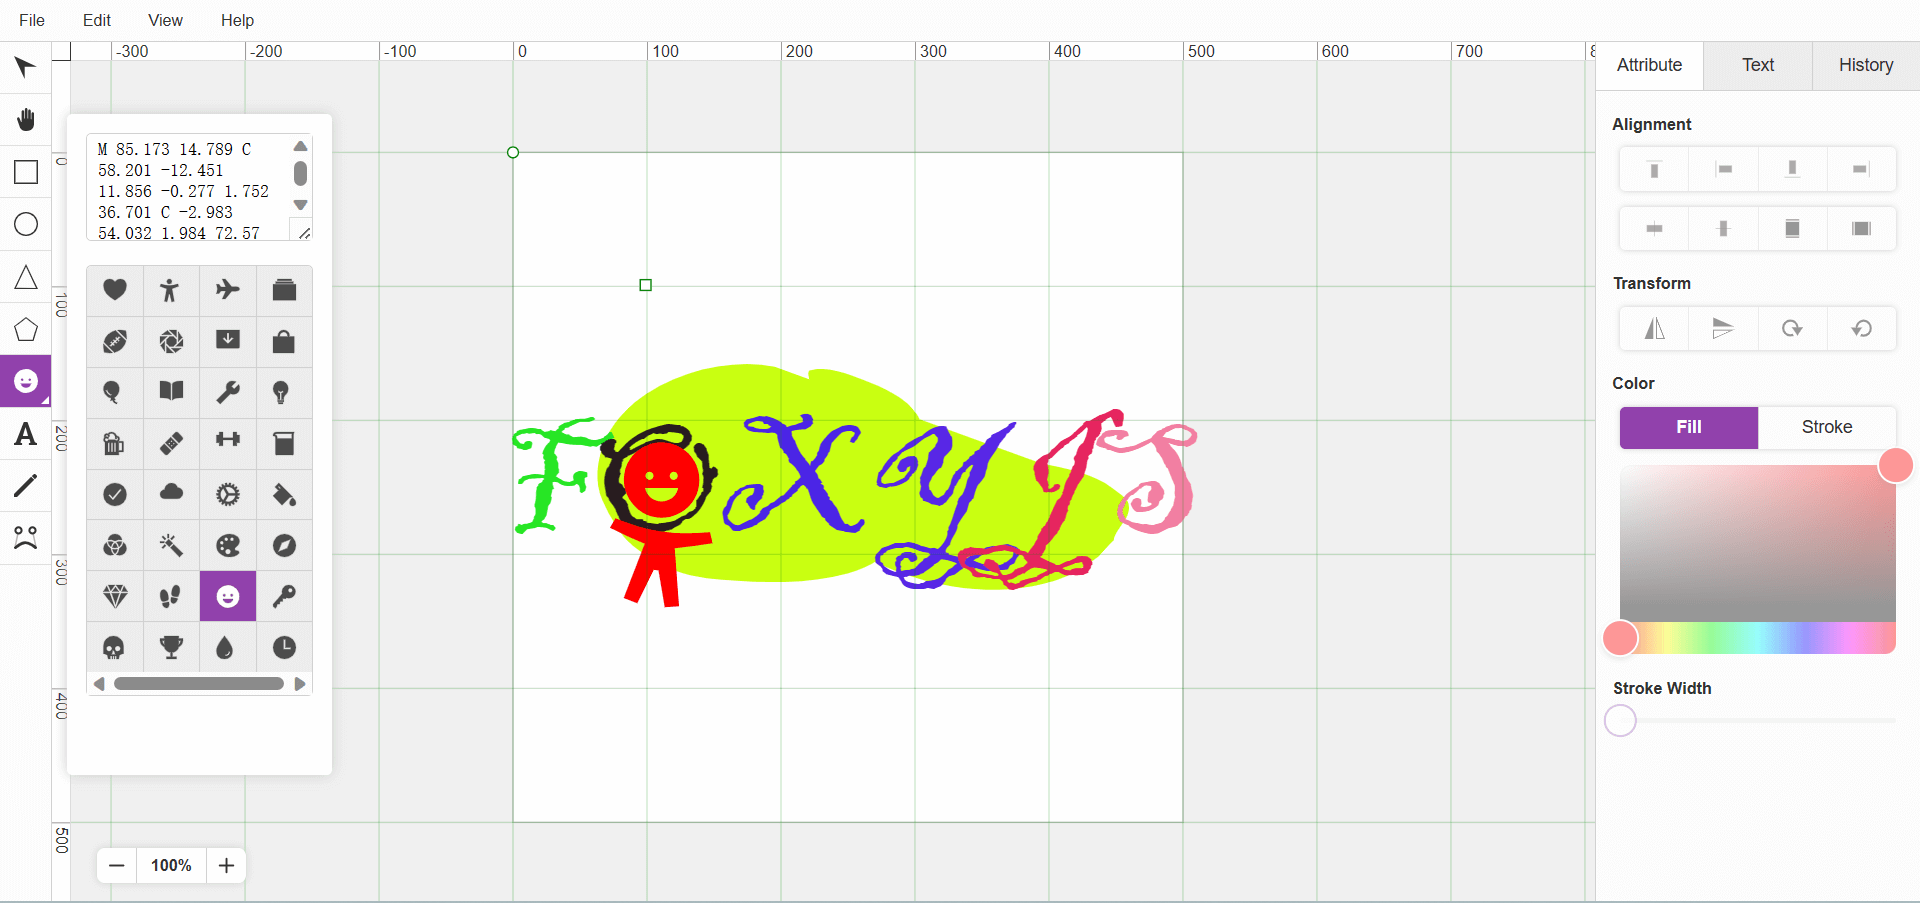 File Edit View Help
-300 -200 -100 0 100 200 300 400 500 600 700 8
Attribute Text History
0
100
200
300
400
500
M 85.173 14.789 C
58.201 -12.451
11.856 -0.277 1.752
36.701 C -2.983
54.032 1.984 72.57
A
100%
Alignment
Transform
Color
Fill Stroke
Stroke Width